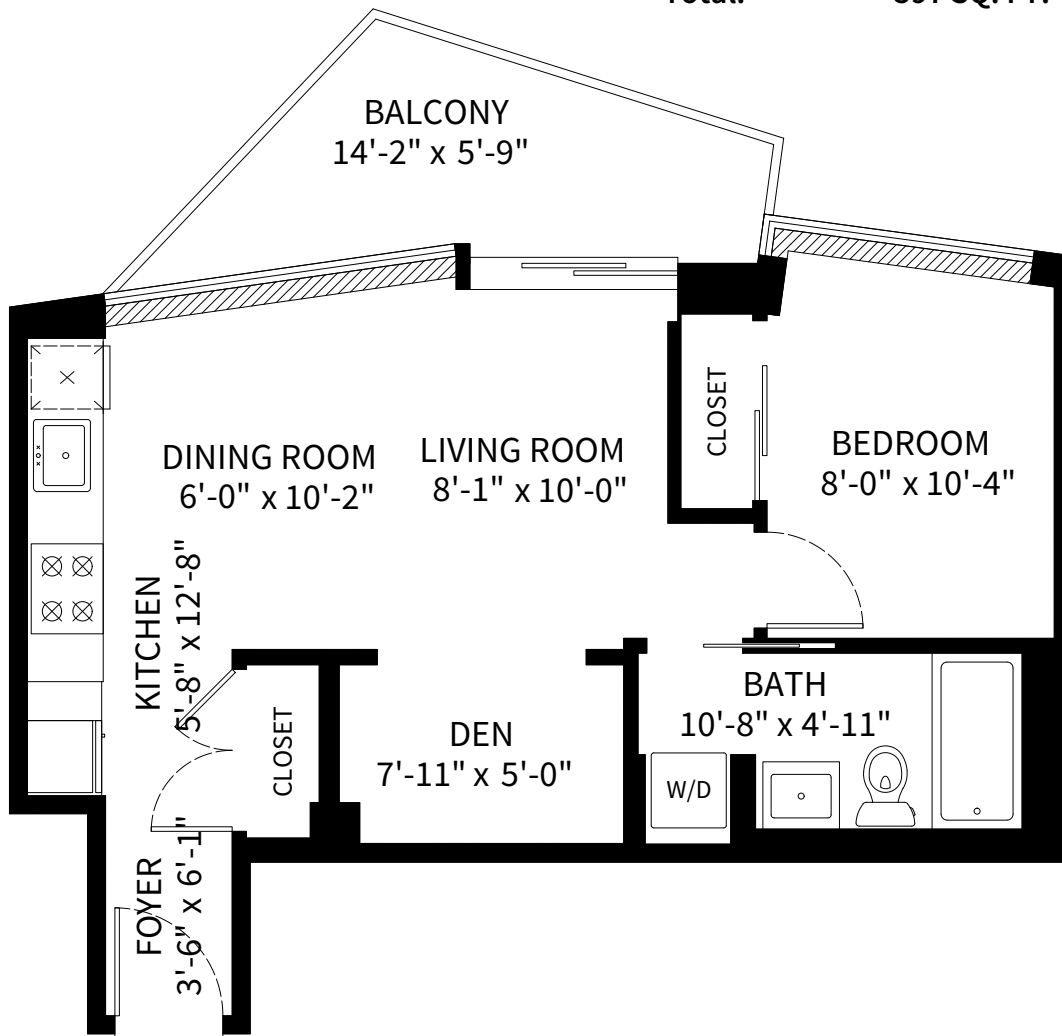 BALCONY
14'-2" x 5'-9"
DINING ROOM
6'-0" x 10'-2"
LIVING ROOM
8'-1" x 10'-0"
CLOSET
BEDROOM
8'-0" x 10'-4"
KITCHEN
5'-8" x 12'-8"
CLOSET
DEN
7'-11" x 5'-0"
BATH
10'-8" x 4'-11"
W/D
FOYER
3'-6" x 6'-1"